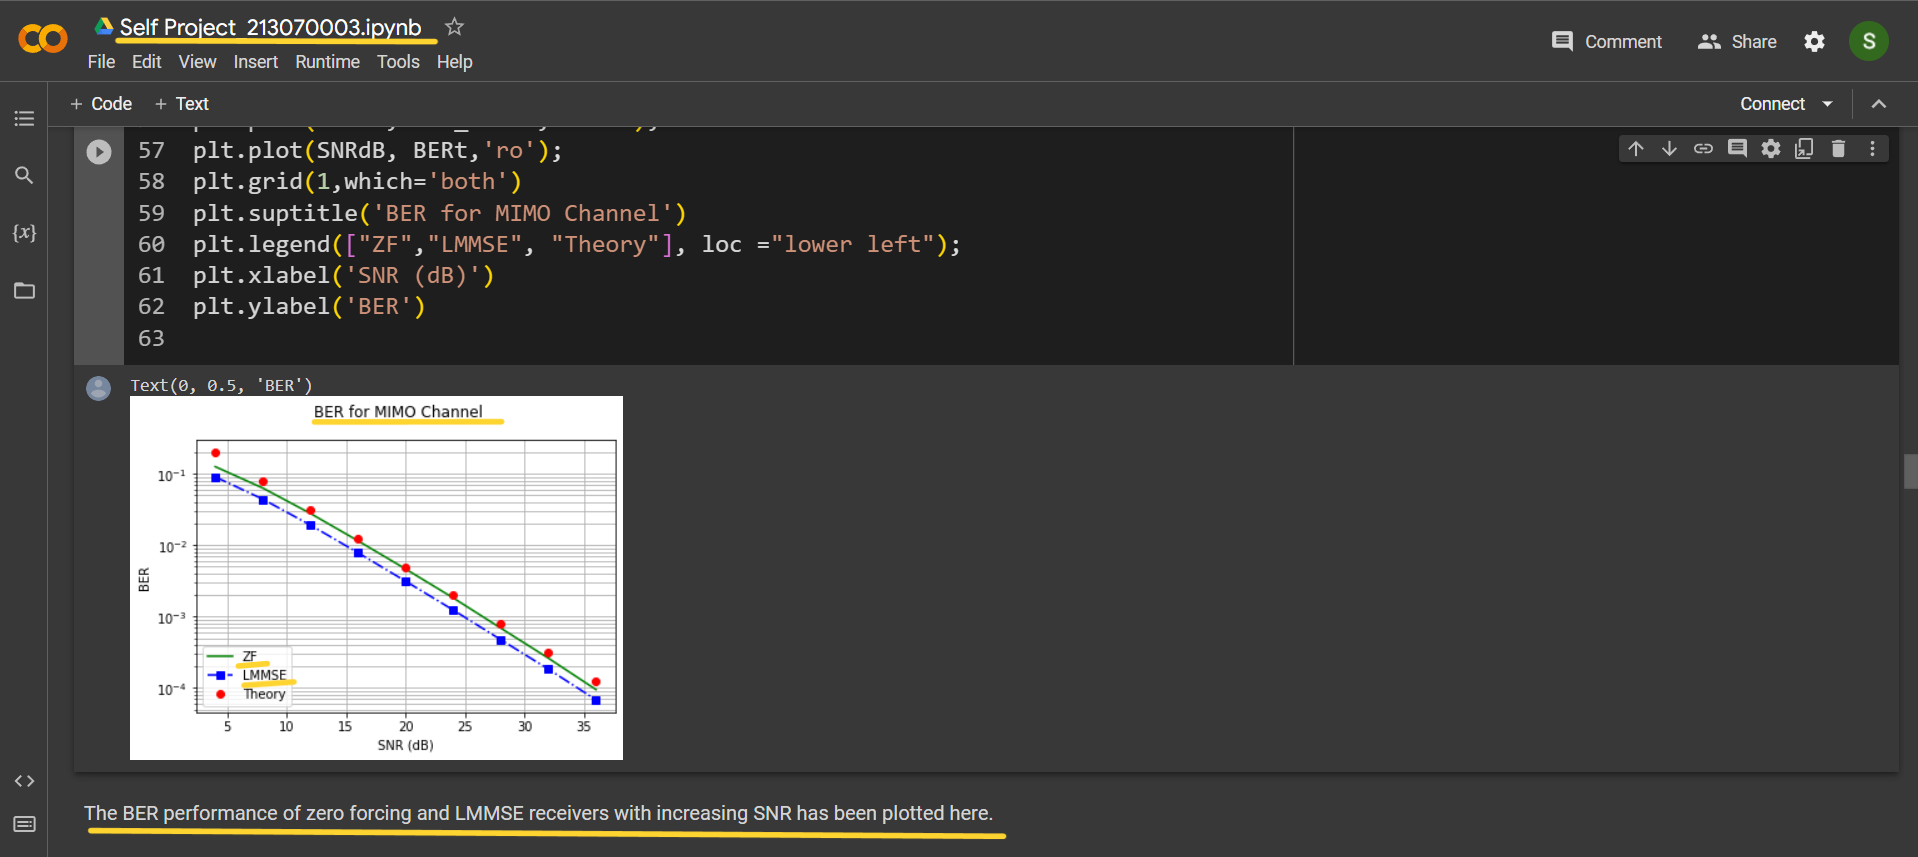 Self Project_213070003.ipynb
Comment
Share
S
File Edit View Insert Runtime Tools Help
+ Code + Text
Connect
57 plt.plot(SNRdB, BERt,'ro');
58 plt.grid(1,which='both')
59 plt.suptitle('BER for MIMO Channel')
60 plt.legend(["ZF","LMMSE", "Theory"], loc ="lower left");
61 plt.xlabel('SNR (dB)')
62 plt.ylabel('BER')
63
{x}
Text(0, 0.5, 'BER')
BER for MIMO Channel
10⁻¹
10⁻²
10⁻³
10⁻⁴
BER
ZF
LMMSE
Theory
5 10 15 20 25 30 35
SNR (dB)
The BER performance of zero forcing and LMMSE receivers with increasing SNR has been plotted here.